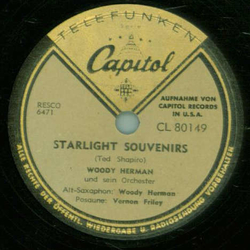 TELEFUNKEN
Capitol
RESCO
6471
AUFNAHME VON
CAPITOL RECORDS
IN U.S.A.
CL 80149
STARLIGHT SOUVENIRS
(Ted Shapiro)
WOODY HERMAN
und sein Orchester
Alt-Saxophon: Woody Herman
Posaune: Vernon Friley
ALLE RECHTE DER ÖFFENTL. WIEDERGABE U. RADIOSENDUNG VORBEHALTEN